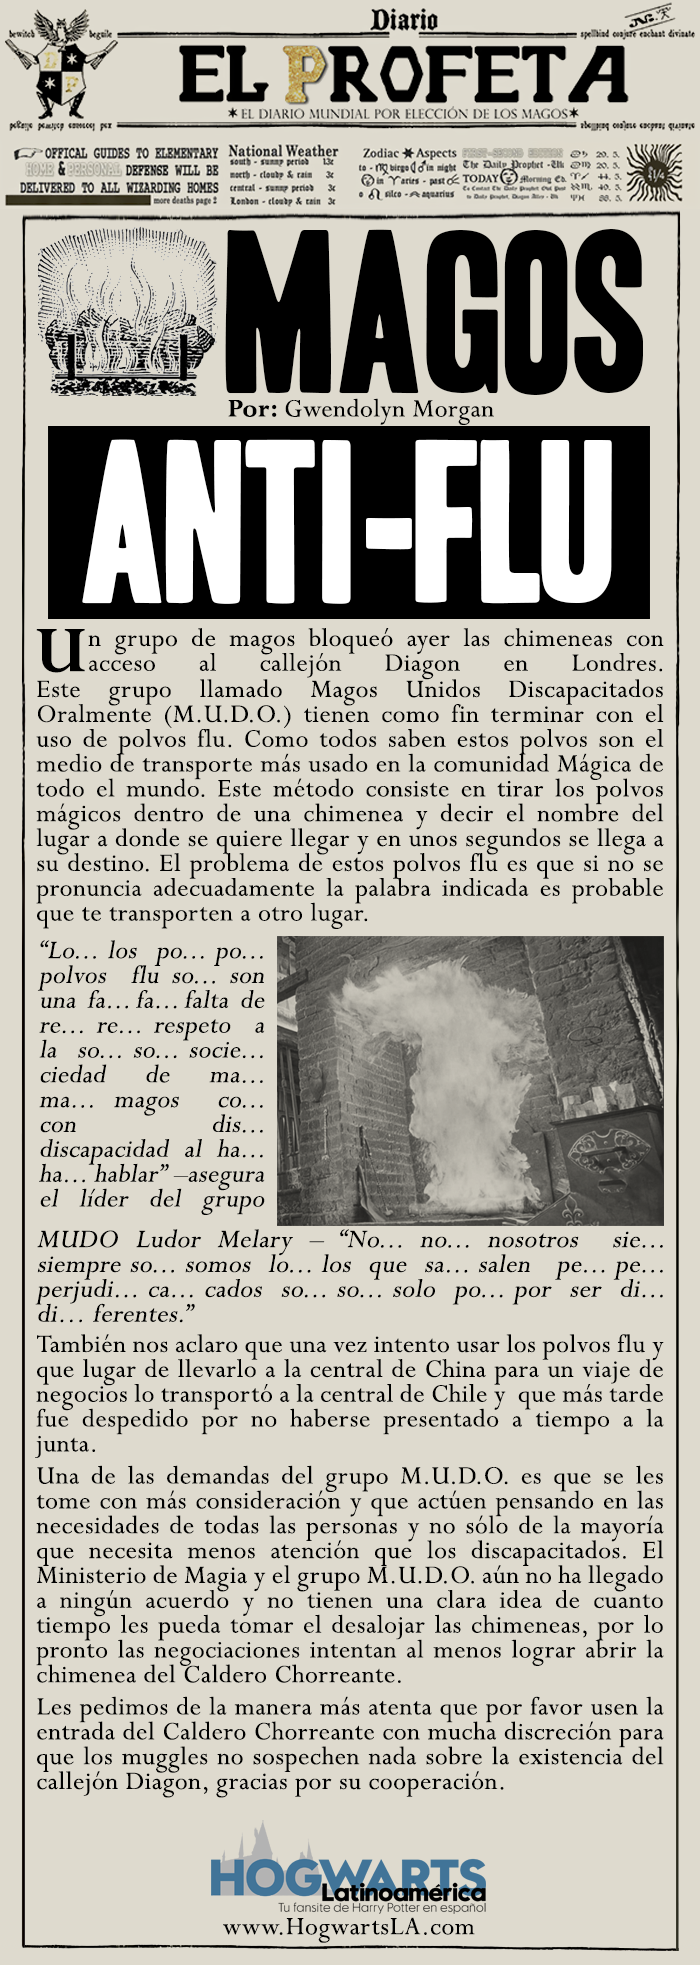 Diario
bewitch
beguile
spellbind conjure enchant divinate
EL PROFETA
★EL DIARIO MUNDIAL POR ELECCIÓN DE LOS MAGOS★
OFFICAL GUIDES TO ELEMENTARY
HOME & PERSONAL DEFENSE WILL BE
DELIVERED TO ALL WIZARDING HOMES
more deaths page 2
National Weather
south - sunny period 13c
north - cloudy & rain 3c
central - sunny period 3c
London - cloudy & rain 3c
Zodiac ★ Aspects
to - virgo in night
in Y'aries - past
silco - aquarius
FIRST-SECOND EDITION
The Daily Prophet -Uk
TODAY Morning Ed.
20. 5.
19. 5.
44. 5.
49. 5.
MAGOS
Por: Gwendolyn Morgan
ANTI-FLU
Un grupo de magos bloqueó ayer las chimeneas con
acceso al callejón Diagon en Londres.
Este grupo llamado Magos Unidos Discapacitados
Oralmente (M.U.D.O.) tienen como fin terminar con el
uso de polvos flu. Como todos saben estos polvos son el
medio de transporte más usado en la comunidad Mágica de
todo el mundo. Este método consiste en tirar los polvos
mágicos dentro de una chimenea y decir el nombre del
lugar a donde se quiere llegar y en unos segundos se llega a
su destino. El problema de estos polvos flu es que si no se
pronuncia adecuadamente la palabra indicada es probable
que te transporten a otro lugar.
“Lo... los po... po...
polvos flu so... son
una fa... fa... falta de
re... re... respeto a
la so... so... socie...
ciedad de ma...
ma... magos co...
con dis...
discapacidad al ha...
ha... hablar” –asegura
el líder del grupo
MUDO Ludor Melary – “No... no... nosotros sie...
siempre so... somos lo... los que sa... salen pe... pe...
perjudi... ca... cados so... so... solo po... por ser di...
di... ferentes.”
También nos aclaro que una vez intento usar los polvos flu y
que lugar de llevarlo a la central de China para un viaje de
negocios lo transportó a la central de Chile y que más tarde
fue despedido por no haberse presentado a tiempo a la
junta.
Una de las demandas del grupo M.U.D.O. es que se les
tome con más consideración y que actúen pensando en las
necesidades de todas las personas y no sólo de la mayoría
que necesita menos atención que los discapacitados. El
Ministerio de Magia y el grupo M.U.D.O. aún no ha llegado
a ningún acuerdo y no tienen una clara idea de cuanto
tiempo les pueda tomar el desalojar las chimeneas, por lo
pronto las negociaciones intentan al menos lograr abrir la
chimenea del Caldero Chorreante.
Les pedimos de la manera más atenta que por favor usen la
entrada del Caldero Chorreante con mucha discreción para
que los muggles no sospechen nada sobre la existencia del
callejón Diagon, gracias por su cooperación.
HOGWARTS
Latinoamérica
Tu fansite de Harry Potter en español
www.HogwartsLA.com